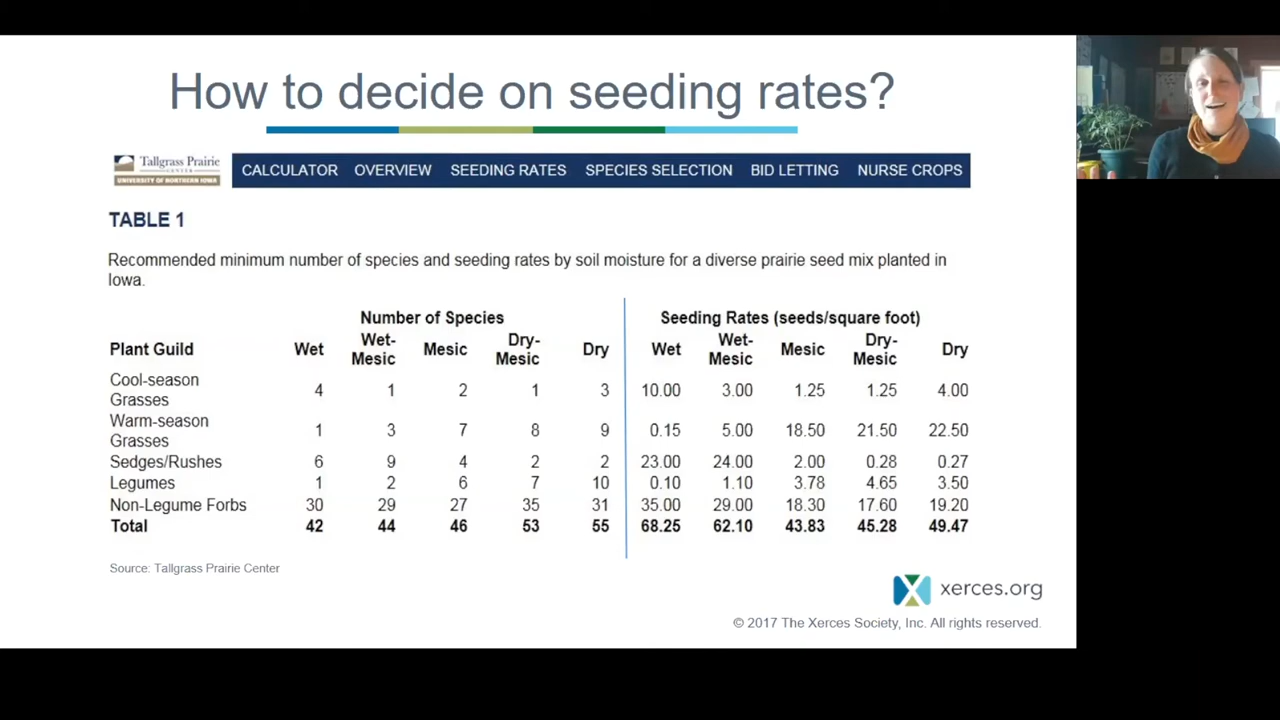 How to decide on seeding rates?
Tallgrass Prairie
CENTER
UNIVERSITY OF NORTHERN IOWA
CALCULATOR OVERVIEW SEEDING RATES SPECIES SELECTION BID LETTING NURSE CROPS
TABLE 1
Recommended minimum number of species and seeding rates by soil moisture for a diverse prairie seed mix planted in
Iowa.
Number of Species Seeding Rates (seeds/square foot)
Plant Guild Wet Wet-Mesic Mesic Dry-Mesic Dry Wet Wet-Mesic Mesic Dry-Mesic Dry
Cool-season Grasses 4 1 2 1 3 10.00 3.00 1.25 1.25 4.00
Warm-season Grasses 1 3 7 8 9 0.15 5.00 18.50 21.50 22.50
Sedges/Rushes 6 9 4 2 2 23.00 24.00 2.00 0.28 0.27
Legumes 1 2 6 7 10 0.10 1.10 3.78 4.65 3.50
Non-Legume Forbs 30 29 27 35 31 35.00 29.00 18.30 17.60 19.20
Total 42 44 46 53 55 68.25 62.10 43.83 45.28 49.47
Source: Tallgrass Prairie Center
xerces.org
© 2017 The Xerces Society, Inc. All rights reserved.